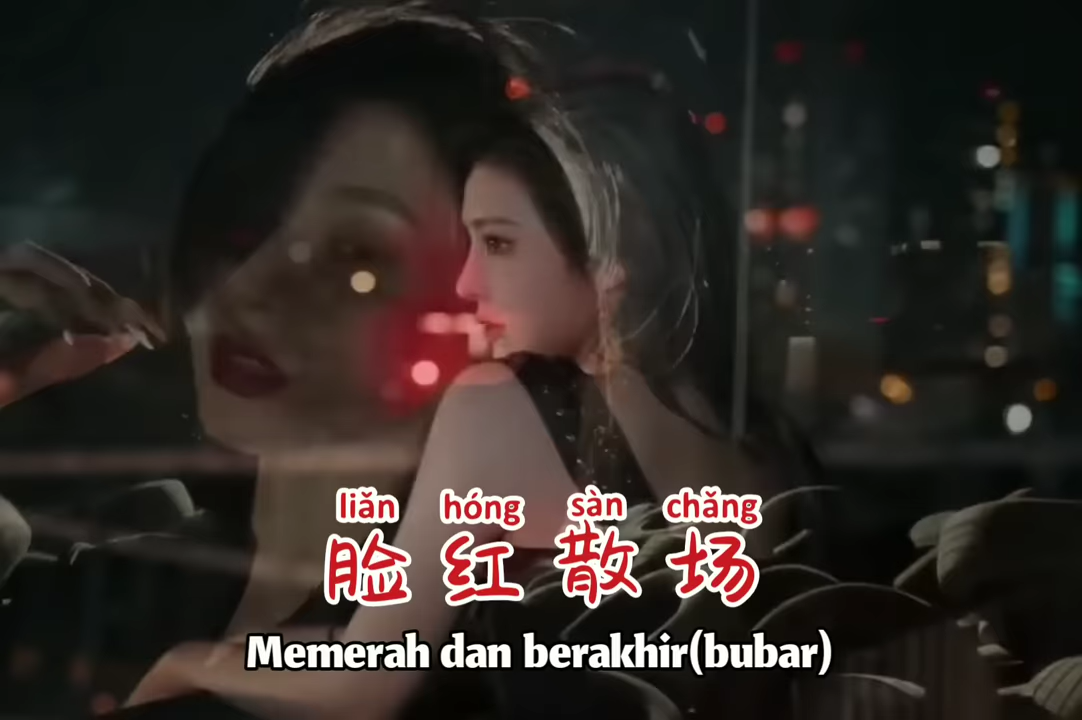 liǎn hóng sàn chǎng
脸红散场
Memerah dan berakhir(bubar)